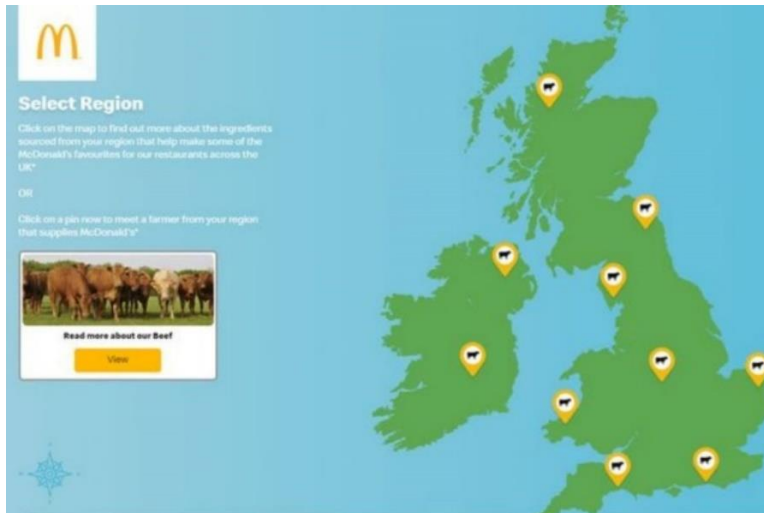 Select Region
Click on the map to find out more about the ingredients
sourced from your region that help make some of the
McDonald's favourites for our restaurants across the
UK*
OR
Click on a pin now to meet a farmer from your region
that supplies McDonald's*
Read more about our Beef
View